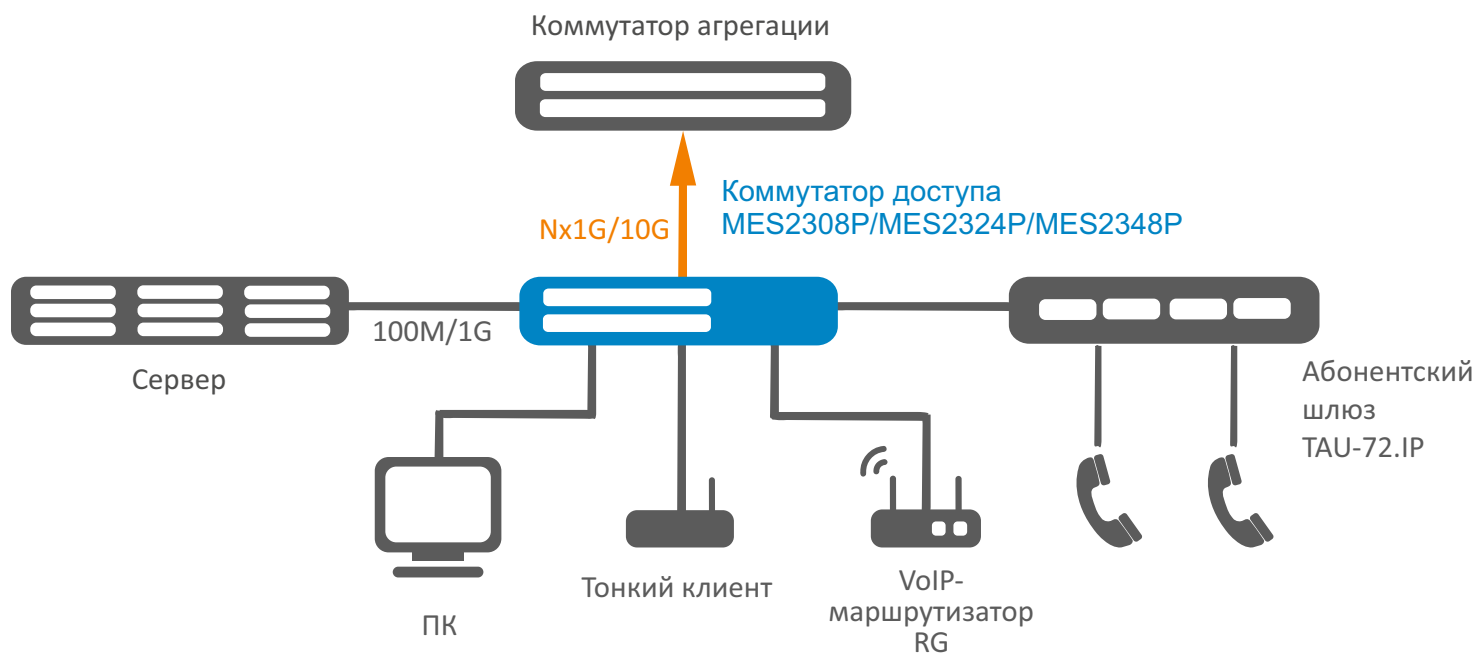 Коммутатор агрегации
Коммутатор доступа
MES2308P/MES2324P/MES2348P
Nx1G/10G
100M/1G
Сервер
Абонентский
шлюз
TAU-72.IP
ПК
Тонкий клиент
VoIP-
маршрутизатор
RG